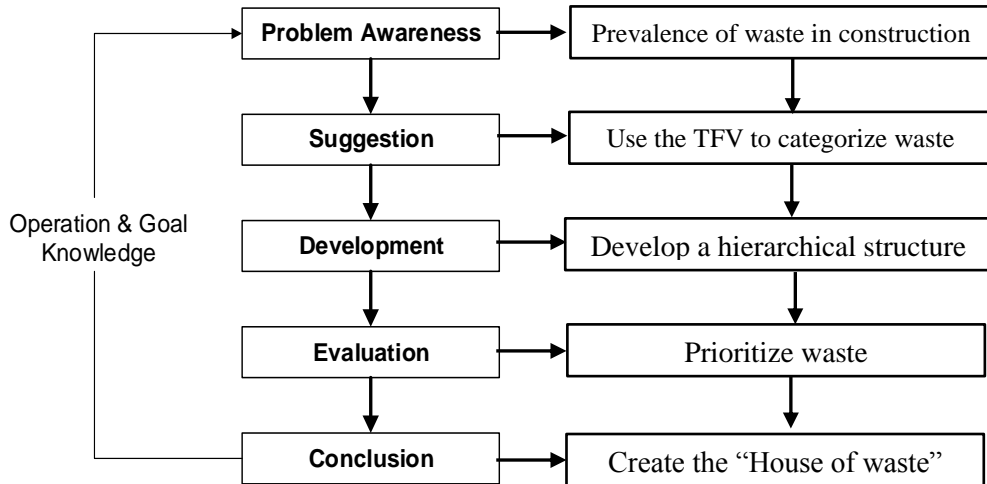 Problem Awareness
Prevalence of waste in construction
Suggestion
Use the TFV to categorize waste
Operation & Goal
Knowledge
Development
Develop a hierarchical structure
Evaluation
Prioritize waste
Conclusion
Create the “House of waste”